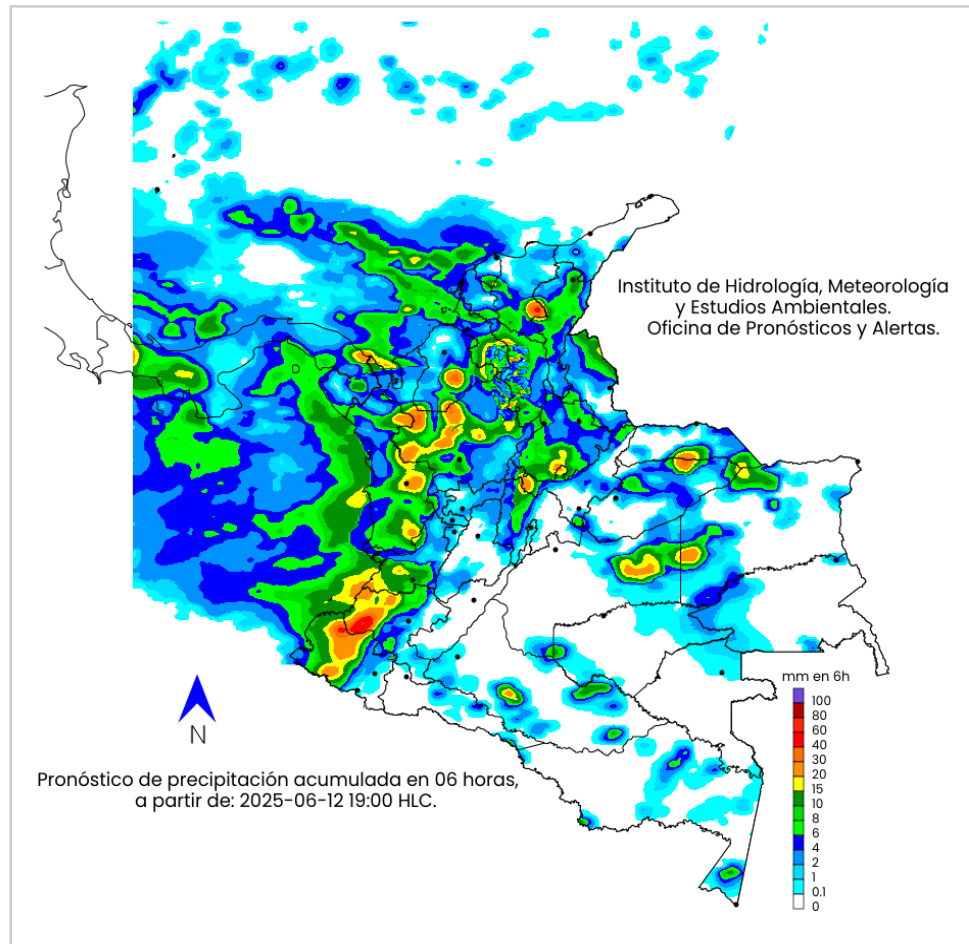 Instituto de Hidrología, Meteorología
y Estudios Ambientales.
Oficina de Pronósticos y Alertas.
mm en 6h
100
80
60
40
30
20
15
10
8
6
4
2
1
0.1
0
N
Pronóstico de precipitación acumulada en 06 horas,
a partir de: 2025-06-12 19:00 HLC.